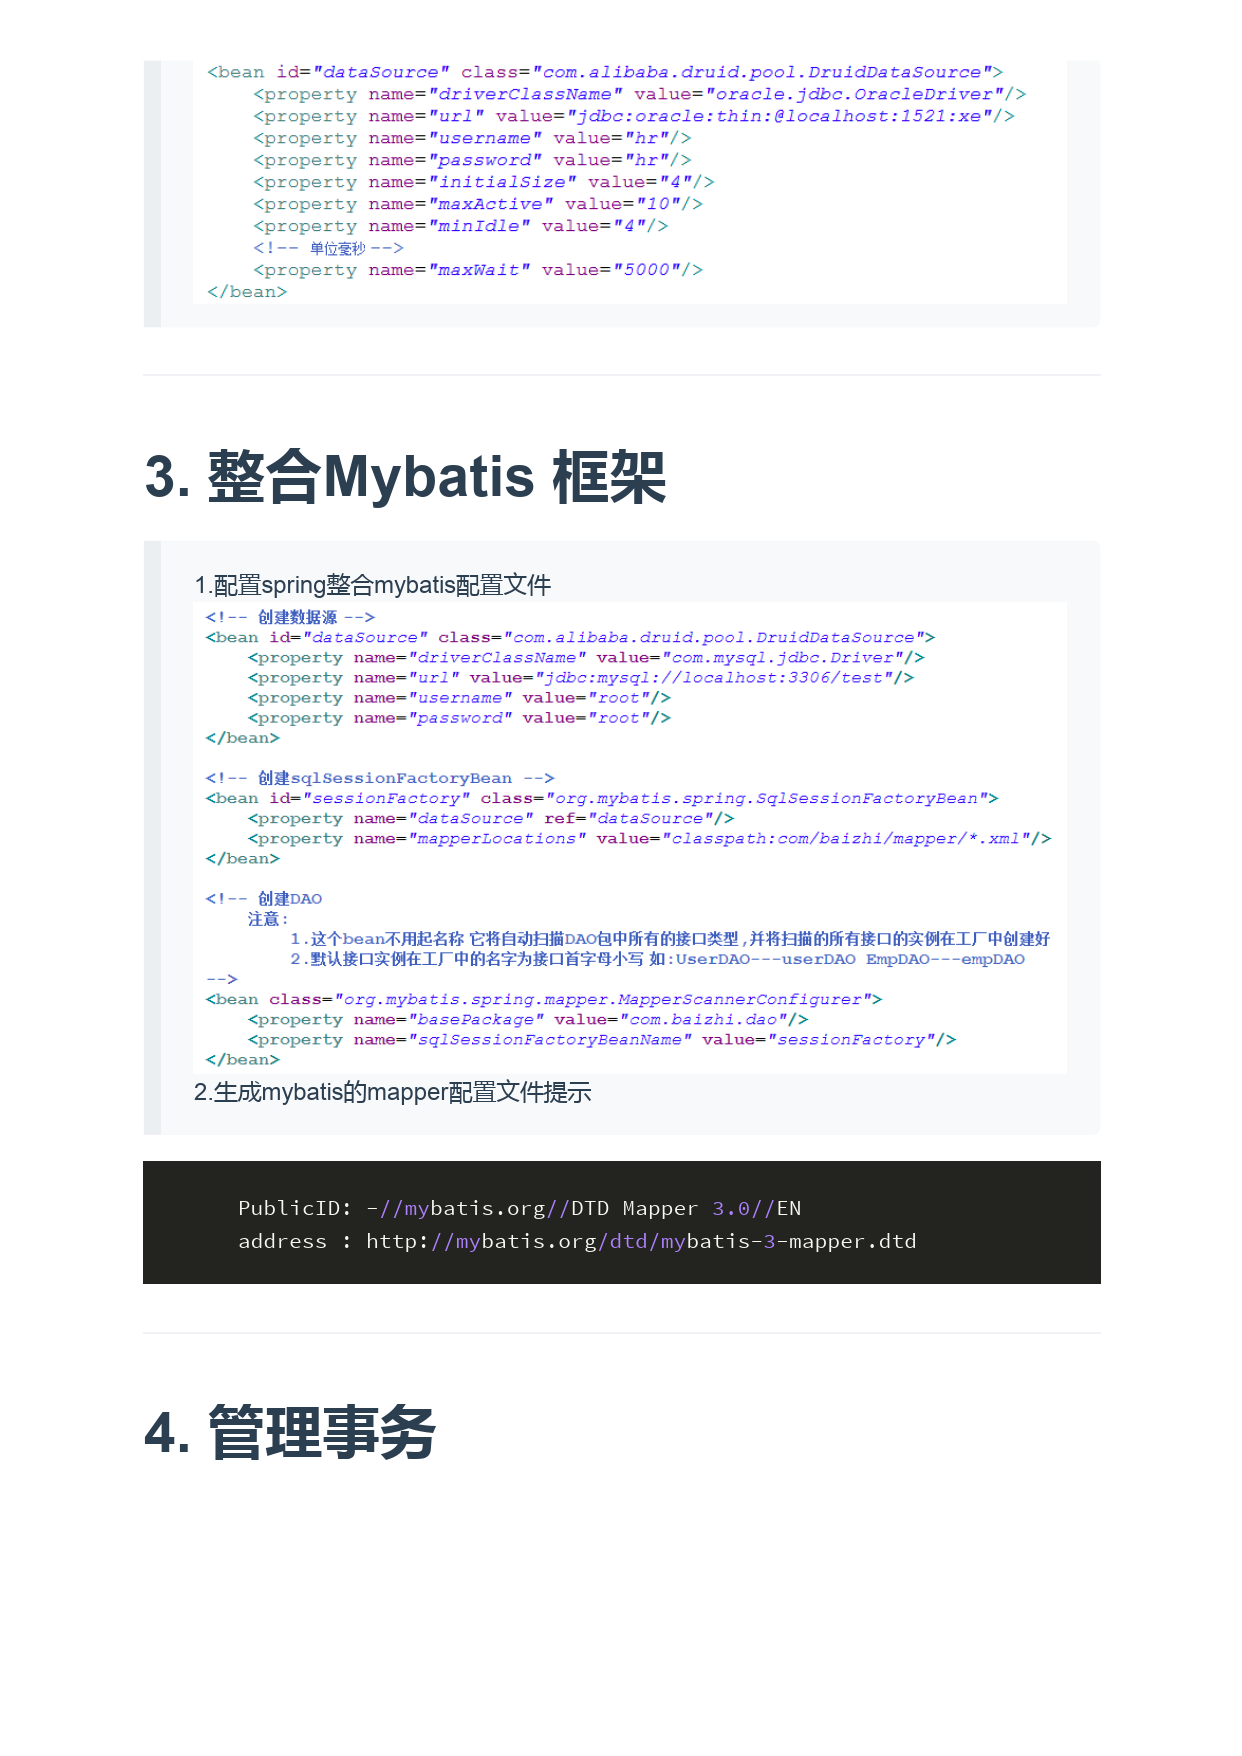 <bean id="dataSource" class="com.alibaba.druid.pool.DruidDataSource">
<property name="driverClassName" value="oracle.jdbc.OracleDriver"/>
<property name="url" value="jdbc:oracle:thin:@localhost:1521:xe"/>
<property name="username" value="hr"/>
<property name="password" value="hr"/>
<property name="initialSize" value="4"/>
<property name="maxActive" value="10"/>
<property name="minIdle" value="4"/>
<!-- 单位毫秒 -->
<property name="maxWait" value="5000"/>
</bean>
3. 整合Mybatis 框架
1.配置spring整合mybatis配置文件
<!-- 创建数据源 -->
<bean id="dataSource" class="com.alibaba.druid.pool.DruidDataSource">
<property name="driverClassName" value="com.mysql.jdbc.Driver"/>
<property name="url" value="jdbc:mysql://localhost:3306/test"/>
<property name="username" value="root"/>
<property name="password" value="root"/>
</bean>
<!-- 创建sqlSessionFactoryBean -->
<bean id="sessionFactory" class="org.mybatis.spring.SqlSessionFactoryBean">
<property name="dataSource" ref="dataSource"/>
<property name="mapperLocations" value="classpath:com/baizhi/mapper/*.xml"/>
</bean>
<!-- 创建DAO
注意:
1.这个bean不用起名称 它将自动扫描DAO包中所有的接口类型,并将扫描的所有接口的实例在工厂中创建好
2.默认接口实例在工厂中的名字为接口首字母小写 如:UserDAO---userDAO EmpDAO---empDAO
-->
<bean class="org.mybatis.spring.mapper.MapperScannerConfigurer">
<property name="basePackage" value="com.baizhi.dao"/>
<property name="sqlSessionFactoryBeanName" value="sessionFactory"/>
</bean>
2.生成mybatis的mapper配置文件提示
PublicID: -//mybatis.org//DTD Mapper 3.0//EN
address : http://mybatis.org/dtd/mybatis-3-mapper.dtd
4. 管理事务